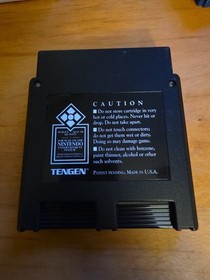 CAUTION
■ Do not store cartridge in very
hot or cold places. Never hit or
drop. Do not take apart.
■ Do not touch connectors;
do not get them wet or dirty.
Doing so may damage game.
■ Do not clean with benzene,
paint thinner, alcohol or other
such solvents.
NINTENDO
TENGEN
PATENT PENDING. MADE IN U.S.A.